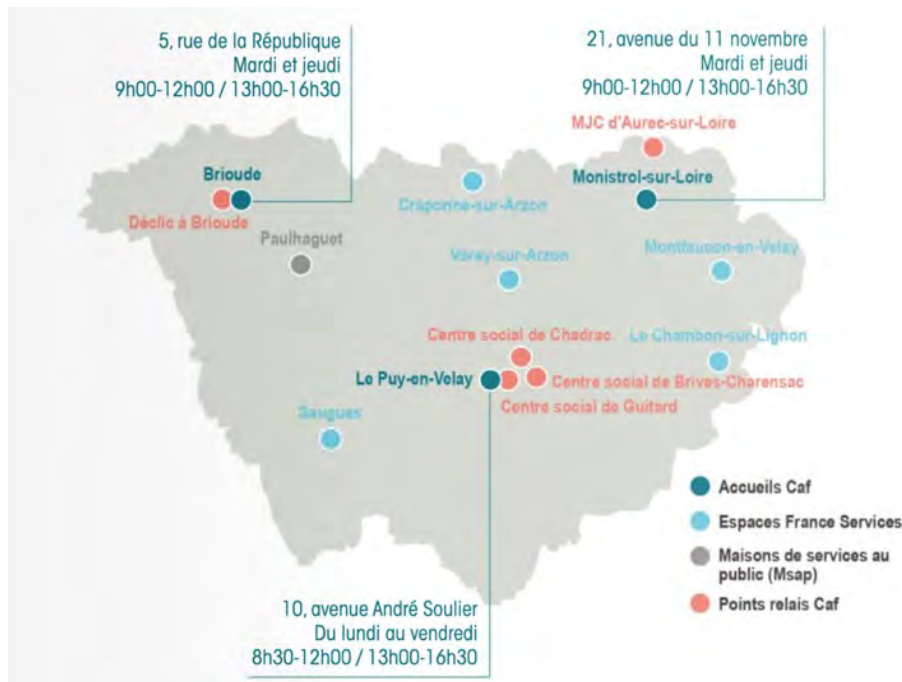 5, rue de la République
Mardi et jeudi
9h00-12h00 / 13h00-16h30
21, avenue du 11 novembre
Mardi et jeudi
9h00-12h00 / 13h00-16h30
MJC d'Aurec-sur-Loire
Brioude
Monistrol-sur-Loire
Craponne-sur-Arzon
Déclic à Brioude
Paulhaguet
Vorey-sur-Arzon
Montfaucon-en-Velay
Centre social de Chadrac
Le Chambon-sur-Lignon
Le Puy-en-Velay
Centre social de Brives-Charensac
Centre social de Guitard
Saugues
Accueils Caf
Espaces France Services
Maisons de services au
public (Msap)
Points relais Caf
10, avenue André Soulier
Du lundi au vendredi
8h30-12h00 / 13h00-16h30